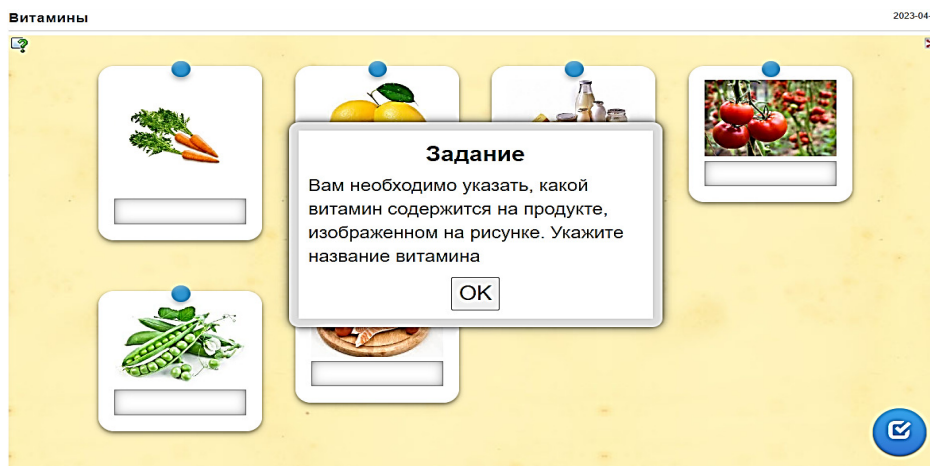 Витамины
2023-04-
Задание
Вам необходимо указать, какой
витамин содержится на продукте,
изображенном на рисунке. Укажите
название витамина
OK